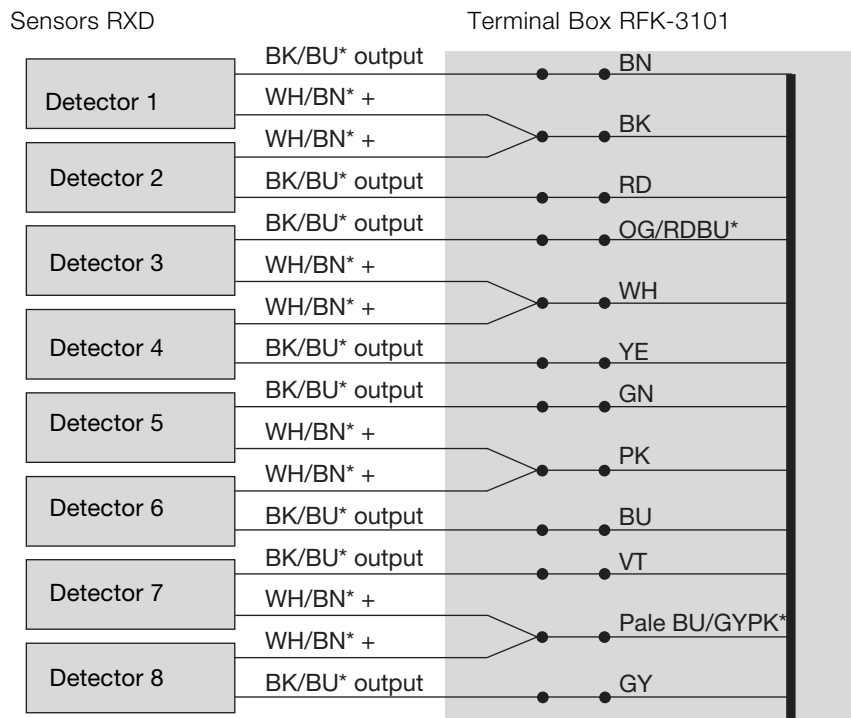 Sensors RXD
Terminal Box RFK-3101
BK/BU* output
BN
Detector 1
WH/BN* +
BK
WH/BN* +
Detector 2
BK/BU* output
RD
BK/BU* output
OG/RDBU*
Detector 3
WH/BN* +
WH
WH/BN* +
Detector 4
BK/BU* output
YE
BK/BU* output
GN
Detector 5
WH/BN* +
PK
WH/BN* +
Detector 6
BK/BU* output
BU
BK/BU* output
VT
Detector 7
WH/BN* +
Pale BU/GYPK*
WH/BN* +
Detector 8
BK/BU* output
GY